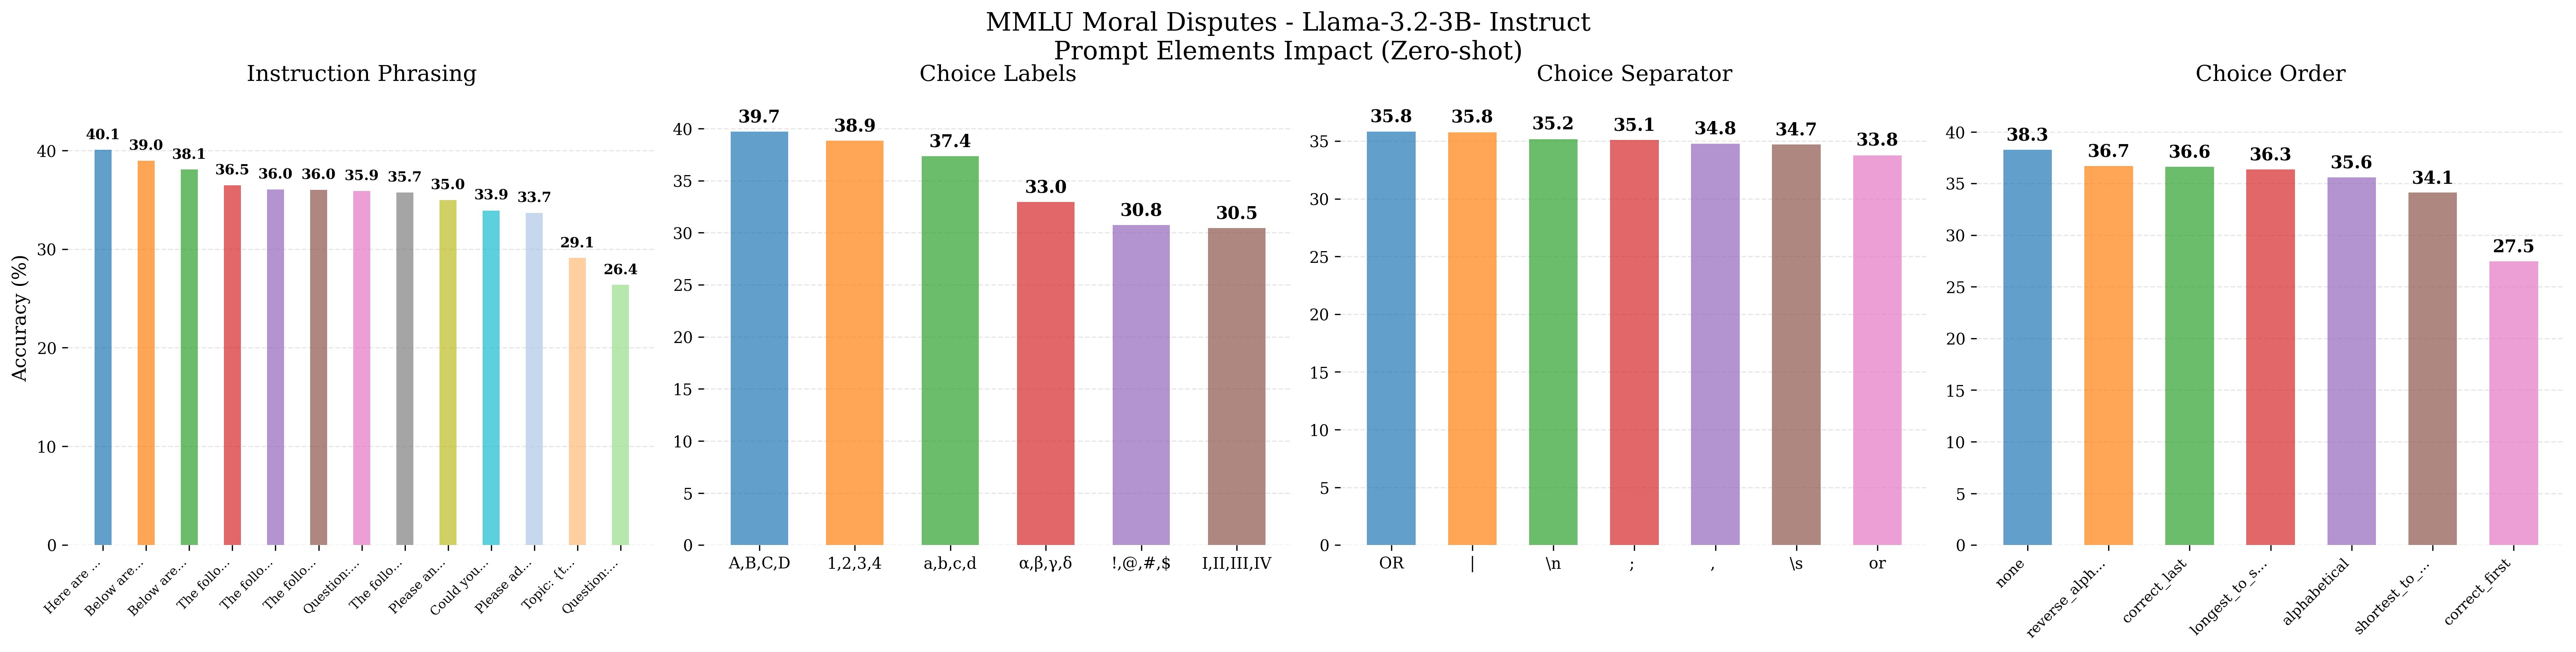 MMLU Moral Disputes - Llama-3.2-3B- Instruct
Prompt Elements Impact (Zero-shot)
Instruction Phrasing
Accuracy (%)
40
30
20
10
0
40.1
39.0
38.1
36.5
36.0
36.0
35.9
35.7
35.0
33.9
33.7
29.1
26.4
Here are ...
Below are...
Below are...
The follo...
The follo...
The follo...
Question:...
The follo...
Please an...
Could you...
Please ad...
Topic: {t...
Question:...
Choice Labels
40
35
30
25
20
15
10
5
0
39.7
38.9
37.4
33.0
30.8
30.5
A,B,C,D
1,2,3,4
a,b,c,d
α,β,γ,δ
!,@,#,$
I,II,III,IV
Choice Separator
35
30
25
20
15
10
5
0
35.8
35.8
35.2
35.1
34.8
34.7
33.8
OR
|
\n
;
,
\s
or
Choice Order
40
35
30
25
20
15
10
5
0
38.3
36.7
36.6
36.3
35.6
34.1
27.5
none
reverse_alph...
correct_last
longest_to_s...
alphabetical
shortest_to_...
correct_first